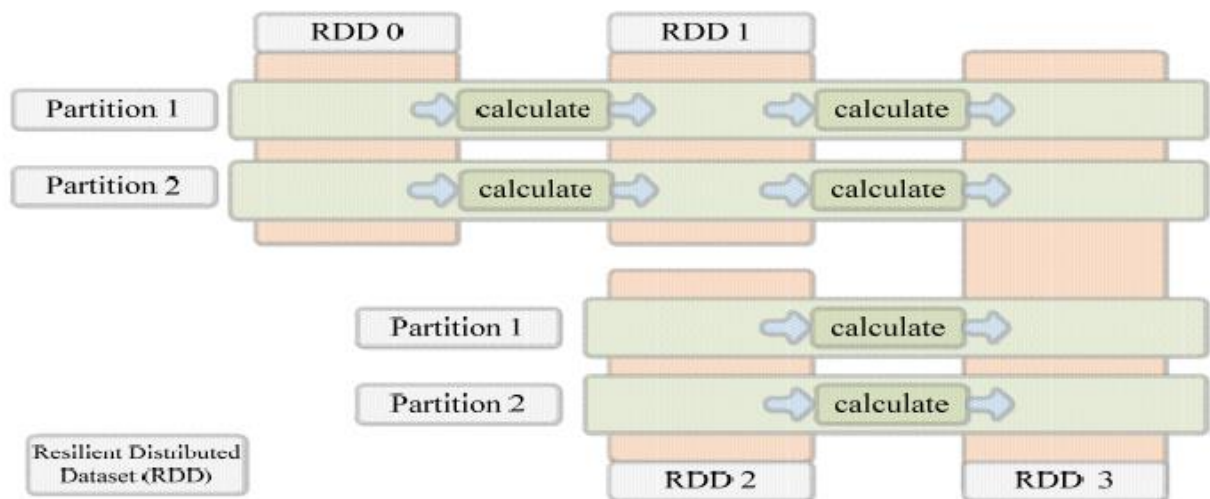 RDD 0
RDD 1
Partition 1
calculate
calculate
Partition 2
calculate
calculate
Partition 1
calculate
Partition 2
calculate
Resilient Distributed
Dataset (RDD)
RDD 2
RDD 3